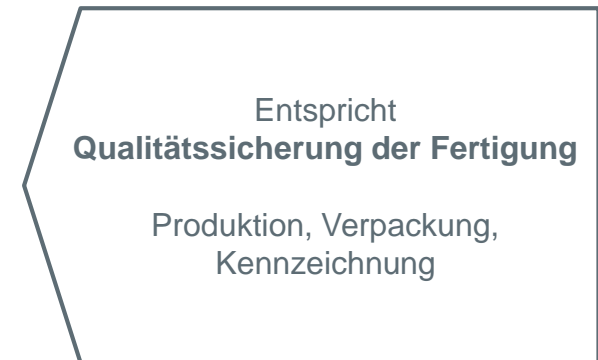 Entspricht
Qualitätssicherung der Fertigung
Produktion, Verpackung,
Kennzeichnung